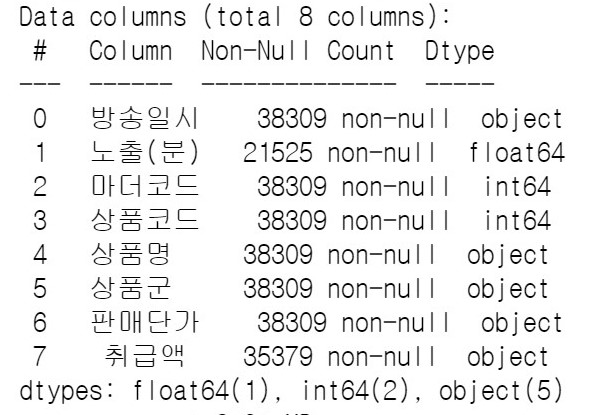 Data columns (total 8 columns):
# Column Non-Null Count Dtype
--- ------ -------------- -----
0 방송일시 38309 non-null object
1 노출(분) 21525 non-null float64
2 마더코드 38309 non-null int64
3 상품코드 38309 non-null int64
4 상품명 38309 non-null object
5 상품군 38309 non-null object
6 판매단가 38309 non-null object
7 취급액 35379 non-null object
dtypes: float64(1), int64(2), object(5)